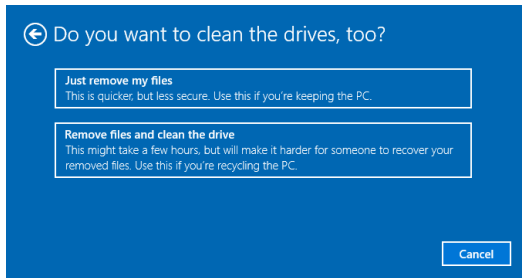 Do you want to clean the drives, too?
Just remove my files
This is quicker, but less secure. Use this if you're keeping the PC.
Remove files and clean the drive
This might take a few hours, but will make it harder for someone to recover your
removed files. Use this if you're recycling the PC.
Cancel